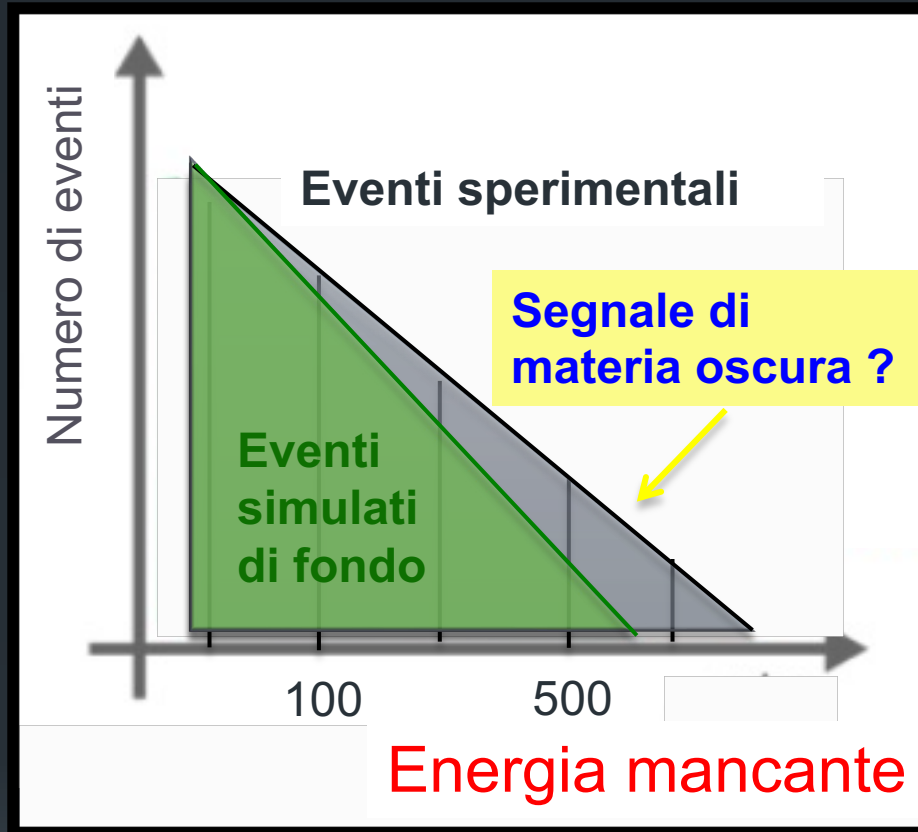 Numero di eventi
Eventi sperimentali
Segnale di
materia oscura ?
Eventi
simulati
di fondo
100
500
Energia mancante